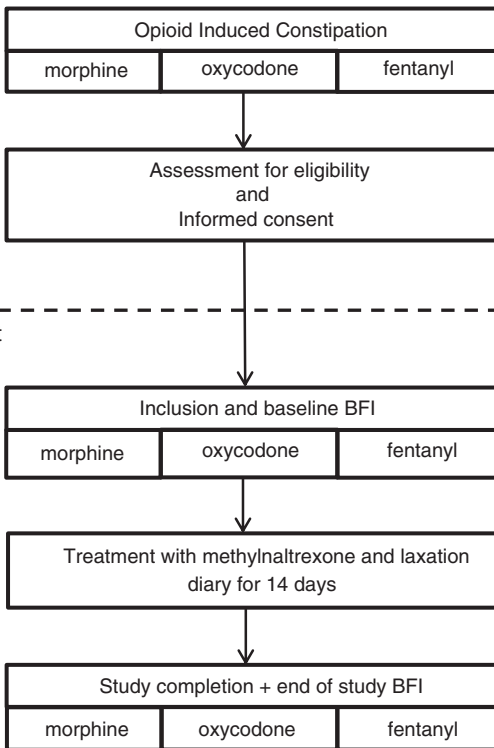 Opioid Induced Constipation
morphine oxycodone fentanyl
Assessment for eligibility
and
Informed consent
Inclusion and baseline BFI
morphine oxycodone fentanyl
Treatment with methylnaltrexone and laxation
diary for 14 days
Study completion + end of study BFI
morphine oxycodone fentanyl